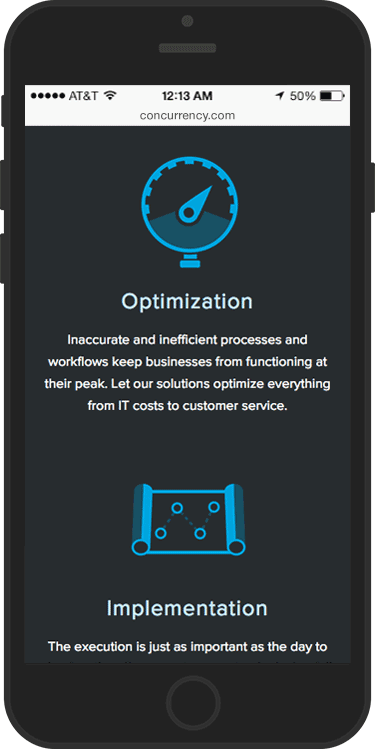 AT&T 12:13 AM 50%
concurrency.com
Optimization
Inaccurate and inefficient processes and
workflows keep businesses from functioning at
their peak. Let our solutions optimize everything
from IT costs to customer service.
Implementation
The execution is just as important as the day to